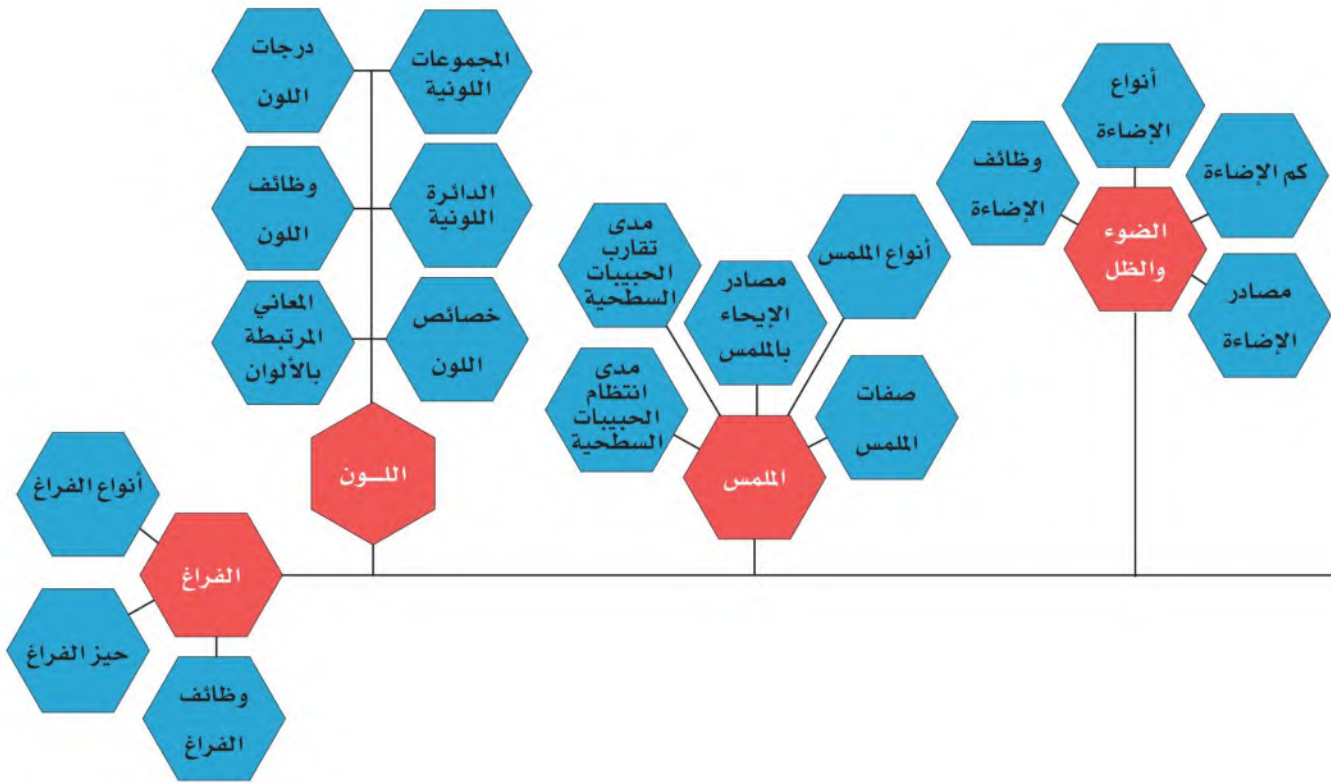 أنواع
الإضاءة
كم الإضاءة
وظائف
الإضاءة
الضوء
والظل
مصادر
الإضاءة
أنواع الملمس
مصادر
الإيحاء
بالملمس
مدى
تقارب
الحبيبات
السطحية
صفات
الملمس
مدى
انتظام
الحبيبات
السطحية
الملمس
المجموعات
اللونية
درجات
اللون
الدائرة
اللونية
وظائف
اللون
خصائص
اللون
المعاني
المرتبطة
بالألوان
اللــون
أنواع الفراغ
الفراغ
حيز الفراغ
وظائف
الفراغ